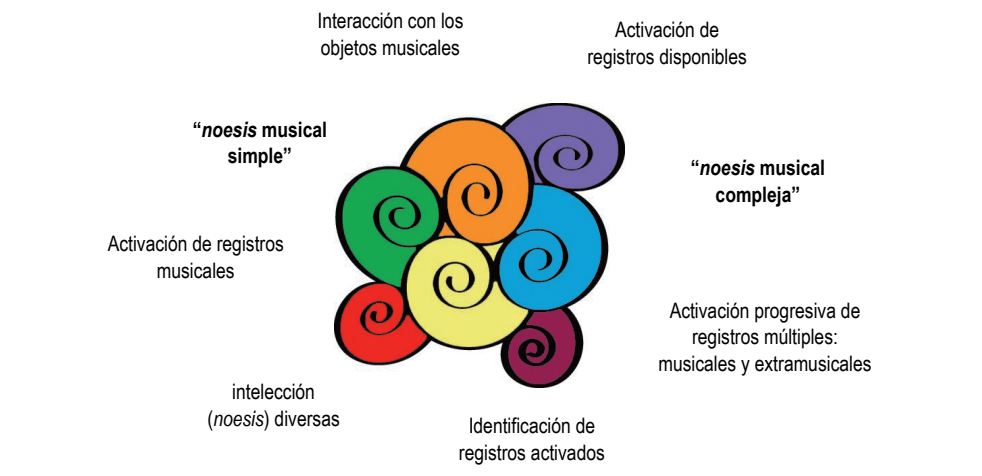 Interacción con los
objetos musicales
Activación de
registros disponibles
“noesis musical
simple”
“noesis musical
compleja”
Activación de registros
musicales
Activación progresiva de
registros múltiples:
musicales y extramusicales
intelección
(noesis) diversas
Identificación de
registros activados